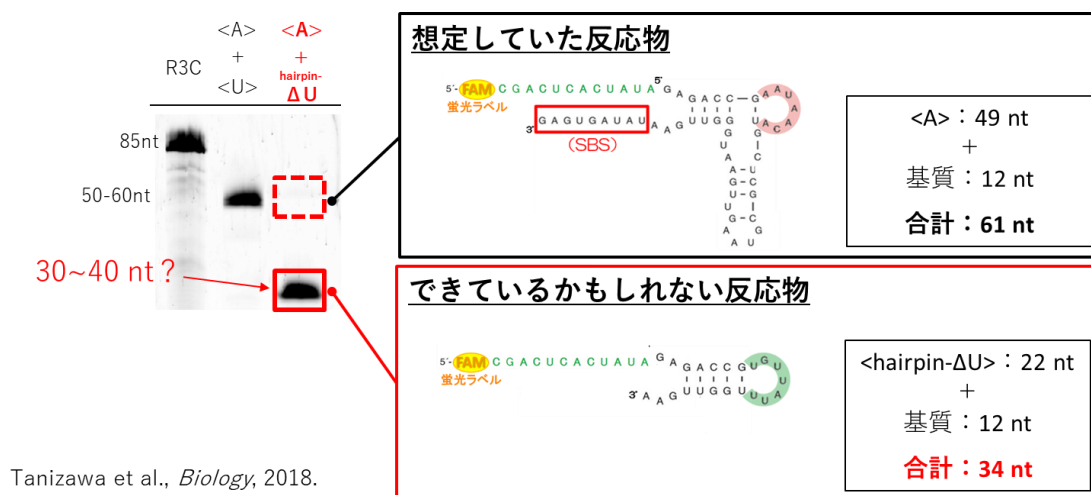 R3C
<A>
+
<U>
<A>
+
hairpin-
ΔU
85nt
50-60nt
30~40 nt?
想定していた反応物
5´-FAM C G A C U C A C U A U A
5´
蛍光ラベル
3´ G A G U G A U A U
(SBS)
<A>:49 nt
+
基質:12 nt
合計:61 nt
できているかもしれない反応物
5´-FAM C G A C U C A C U A U A G A G A C C G U G U U A U U U G G U U G A A 3´
蛍光ラベル
<hairpin-ΔU>:22 nt
+
基質:12 nt
合計:34 nt
Tanizawa et al., Biology, 2018.